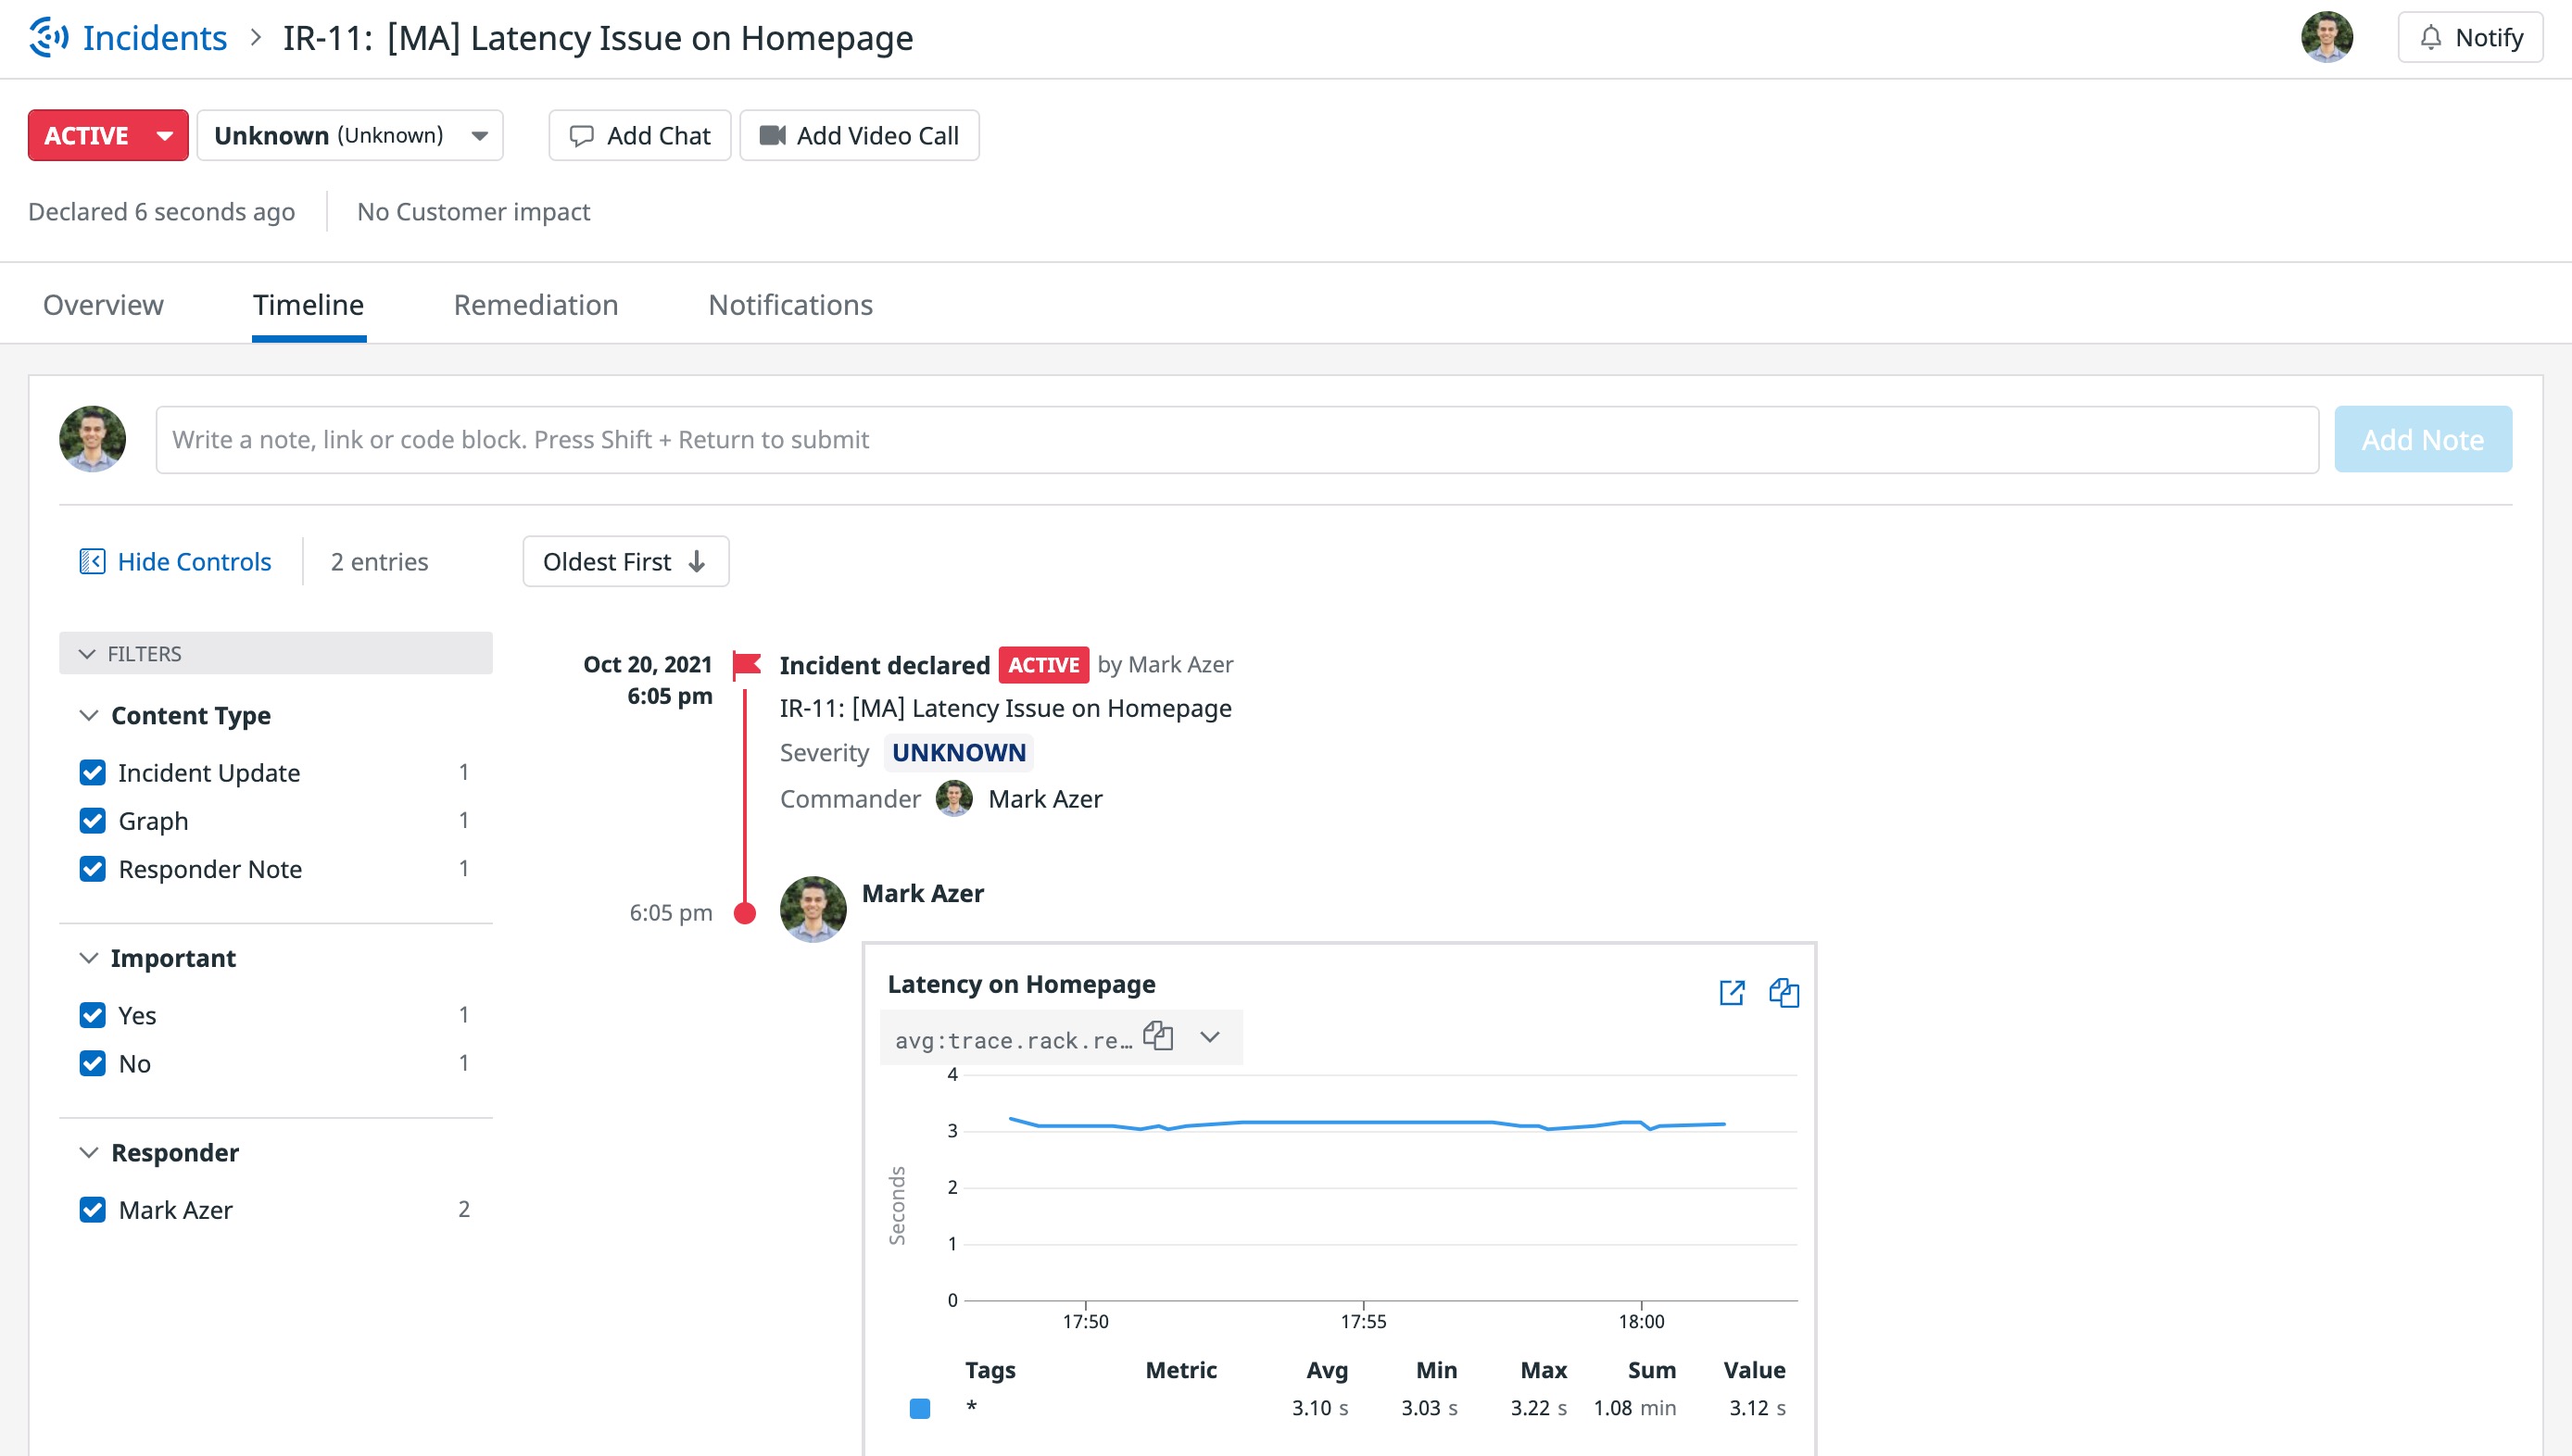 Incidents > IR-11: [MA] Latency Issue on Homepage
Notify
ACTIVE
Unknown (Unknown)
Add Chat
Add Video Call
Declared 6 seconds ago
No Customer impact
Overview
Timeline
Remediation
Notifications
Write a note, link or code block. Press Shift + Return to submit
Add Note
Hide Controls
2 entries
Oldest First
FILTERS
Content Type
Incident Update 1
Graph 1
Responder Note 1
Important
Yes 1
No 1
Responder
Mark Azer 2
Oct 20, 2021
6:05 pm
Incident declared ACTIVE by Mark Azer
IR-11: [MA] Latency Issue on Homepage
Severity UNKNOWN
Commander Mark Azer
6:05 pm
Mark Azer
Latency on Homepage
avg:trace.rack.re…
Seconds
4
3
2
1
0
17:50 17:55 18:00
Tags Metric Avg Min Max Sum Value
* 3.10 s 3.03 s 3.22 s 1.08 min 3.12 s